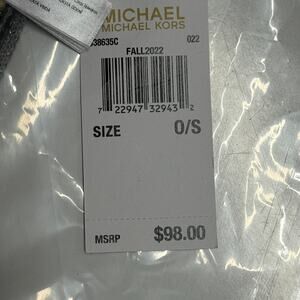 MICHAEL
MICHAEL KORS
38635C 022
FALL2022
7 22947 32943 2
SIZE O/S
MSRP $98.00